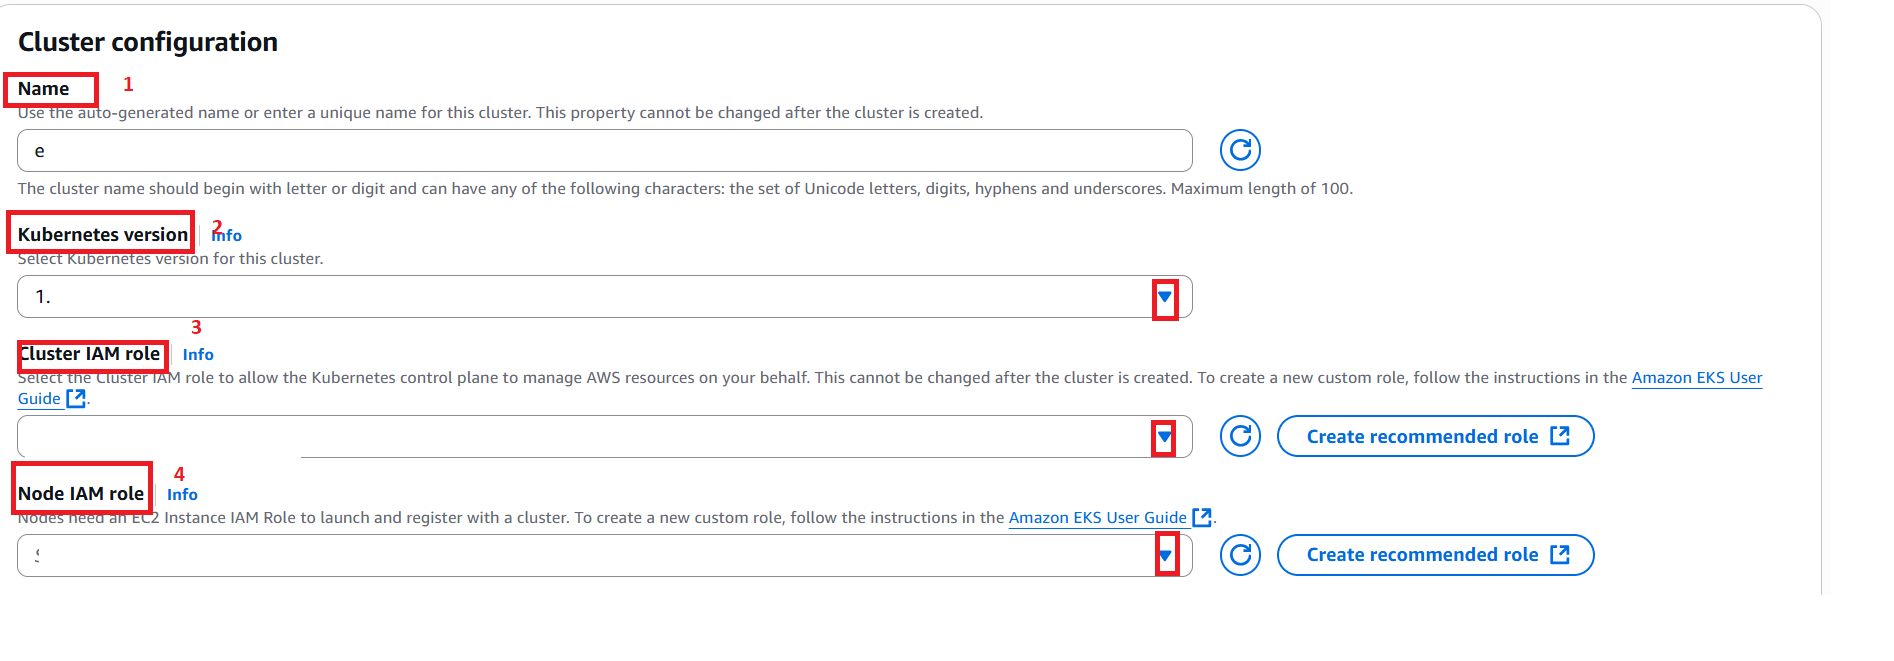 Cluster configuration
Name 1
Use the auto-generated name or enter a unique name for this cluster. This property cannot be changed after the cluster is created.
e
The cluster name should begin with letter or digit and can have any of the following characters: the set of Unicode letters, digits, hyphens and underscores. Maximum length of 100.
Kubernetes version 2 Info
Select Kubernetes version for this cluster.
1.
3
Cluster IAM role Info
Select the Cluster IAM role to allow the Kubernetes control plane to manage AWS resources on your behalf. This cannot be changed after the cluster is created. To create a new custom role, follow the instructions in the Amazon EKS User
Guide .
Create recommended role
4
Node IAM role Info
Nodes need an EC2 Instance IAM Role to launch and register with a cluster. To create a new custom role, follow the instructions in the Amazon EKS User Guide .
Create recommended role